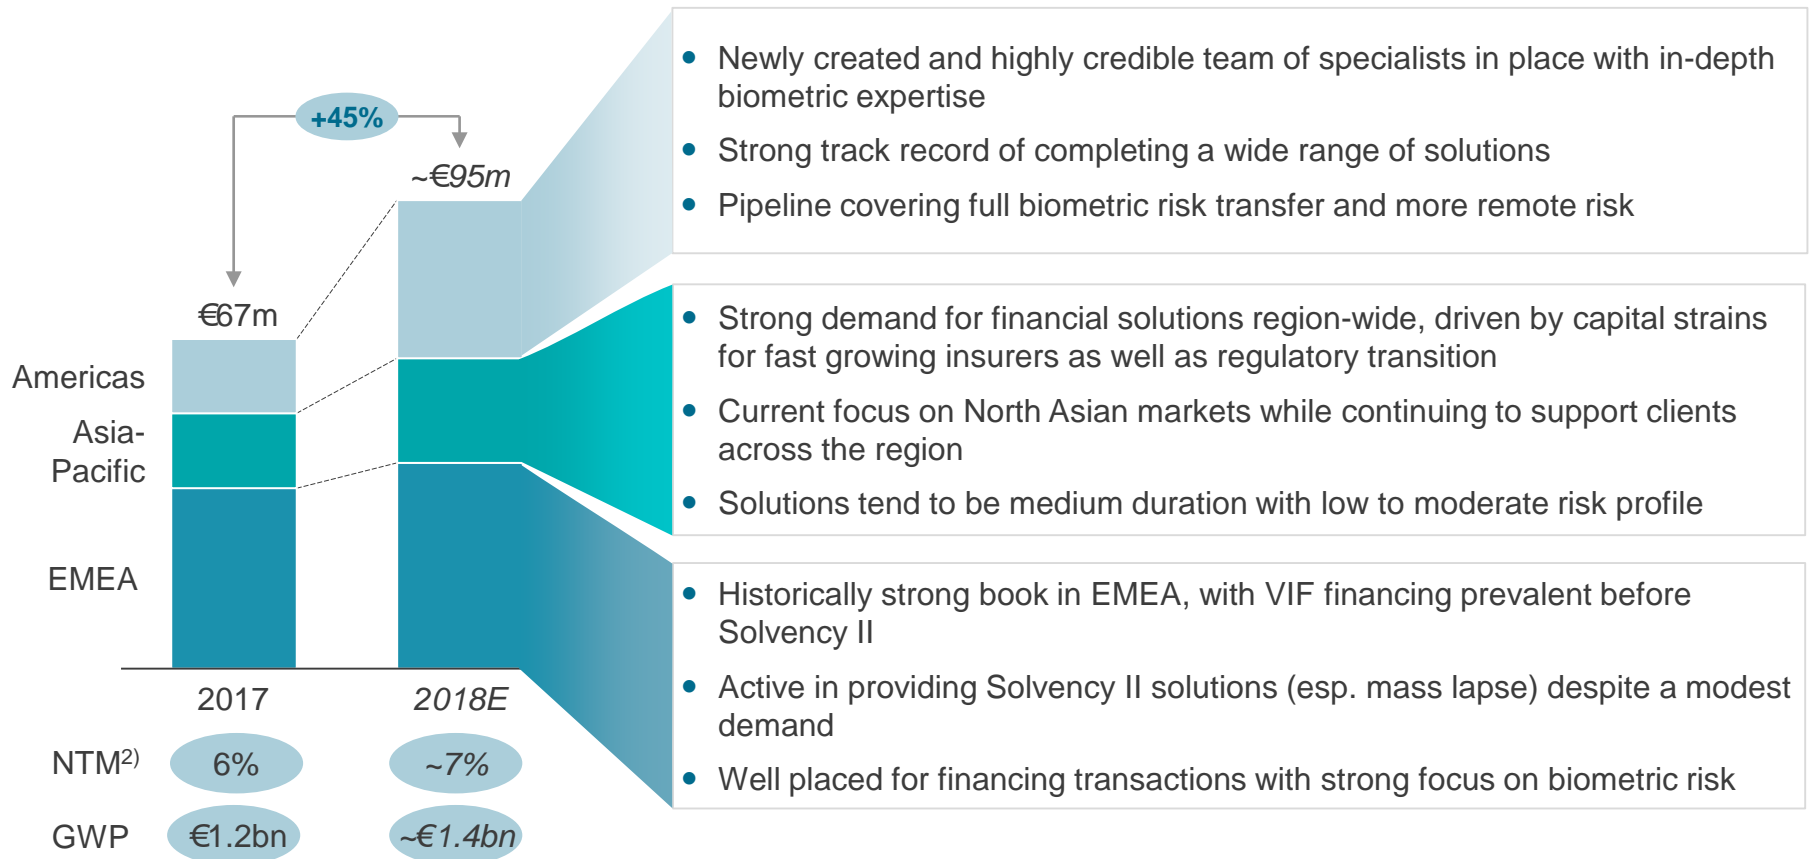 +45%
~€95m
€67m
Americas
Asia-
Pacific
EMEA
2017
2018E
NTM2)
6%
~7%
GWP
€1.2bn
~€1.4bn
• Newly created and highly credible team of specialists in place with in-depth
biometric expertise
• Strong track record of completing a wide range of solutions
• Pipeline covering full biometric risk transfer and more remote risk
• Strong demand for financial solutions region-wide, driven by capital strains
for fast growing insurers as well as regulatory transition
• Current focus on North Asian markets while continuing to support clients
across the region
• Solutions tend to be medium duration with low to moderate risk profile
• Historically strong book in EMEA, with VIF financing prevalent before
Solvency II
• Active in providing Solvency II solutions (esp. mass lapse) despite a modest
demand
• Well placed for financing transactions with strong focus on biometric risk